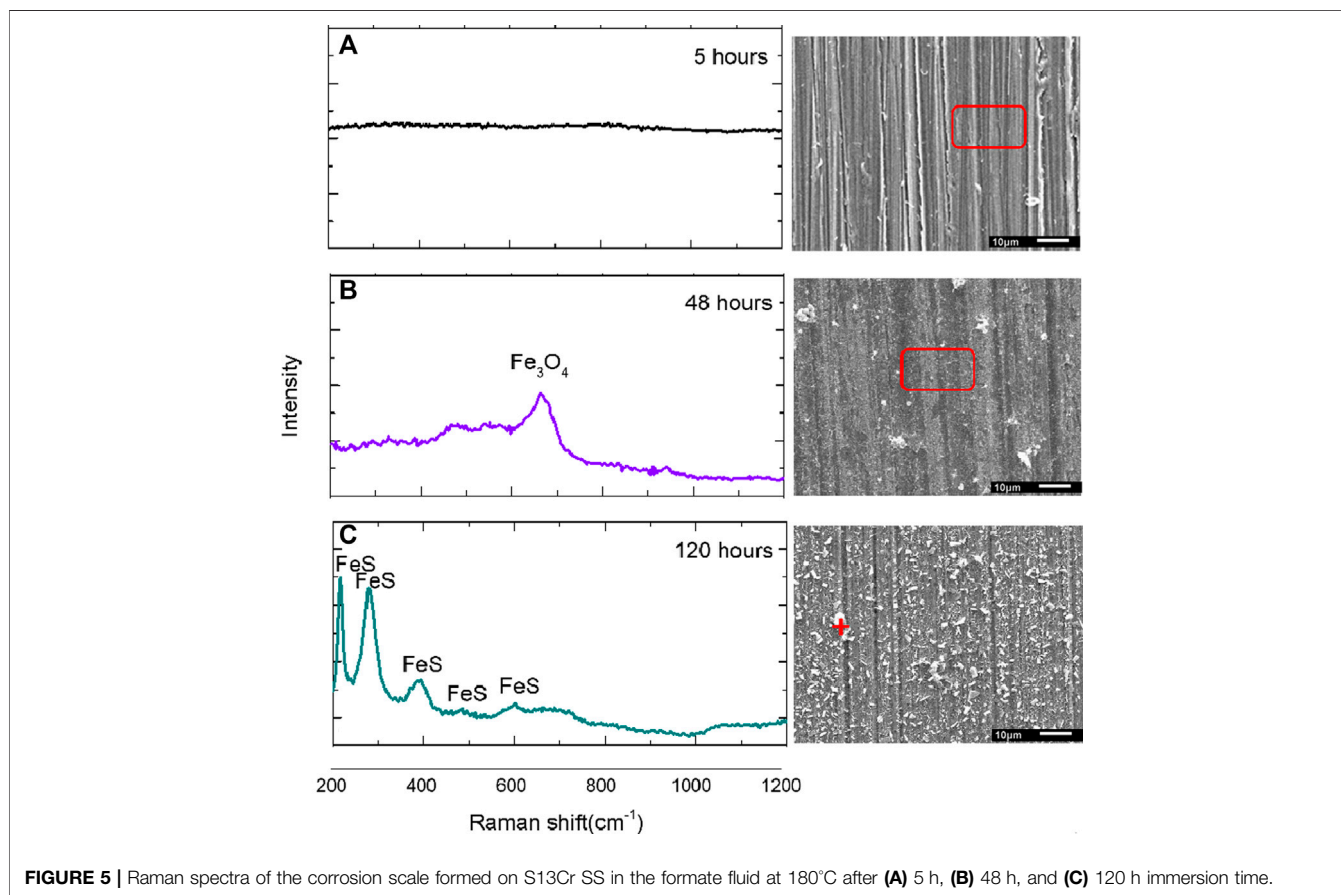 A
5 hours
10µm
B
48 hours
Fe₃O₄
10µm
Intensity
C
120 hours
FeS
FeS
FeS
FeS
FeS
10µm
200 400 600 800 1000 1200
Raman shift(cm⁻¹)
FIGURE 5 | Raman spectra of the corrosion scale formed on S13Cr SS in the formate fluid at 180°C after (A) 5 h, (B) 48 h, and (C) 120 h immersion time.